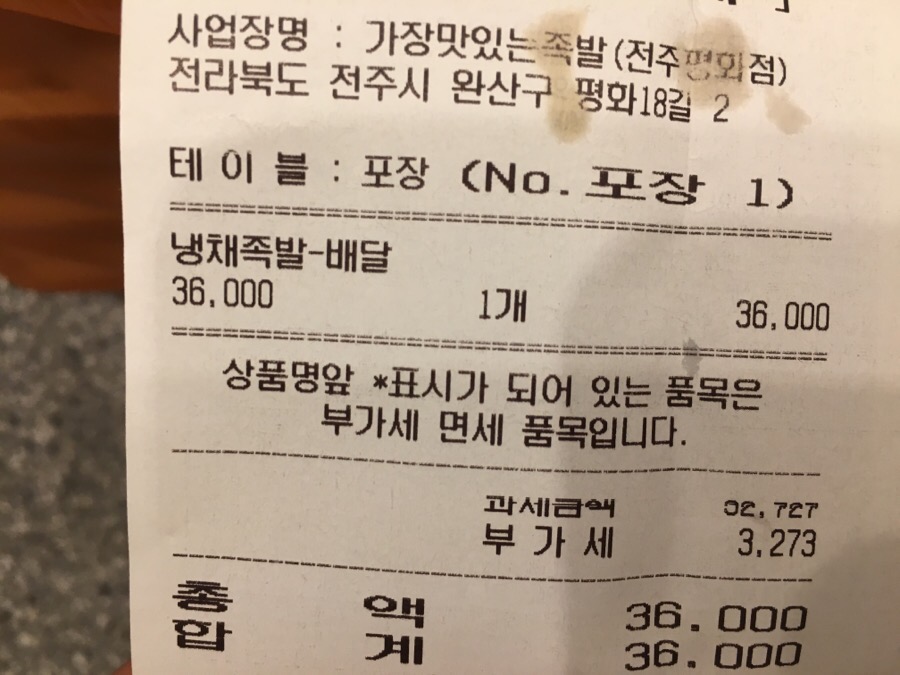 사업장명 : 가장맛있는족발(전주평화점)
전라북도 전주시 완산구 평화18길 2
테 이 블 : 포장 (No. 포장 1)
냉채족발-배달
36,000 1개 36,000
상품명앞 *표시가 되어 있는 품목은
부가세 면세 품목입니다.
과세금액 32,727
부 가 세 3,273
총 액 36.000
합 계 36.000